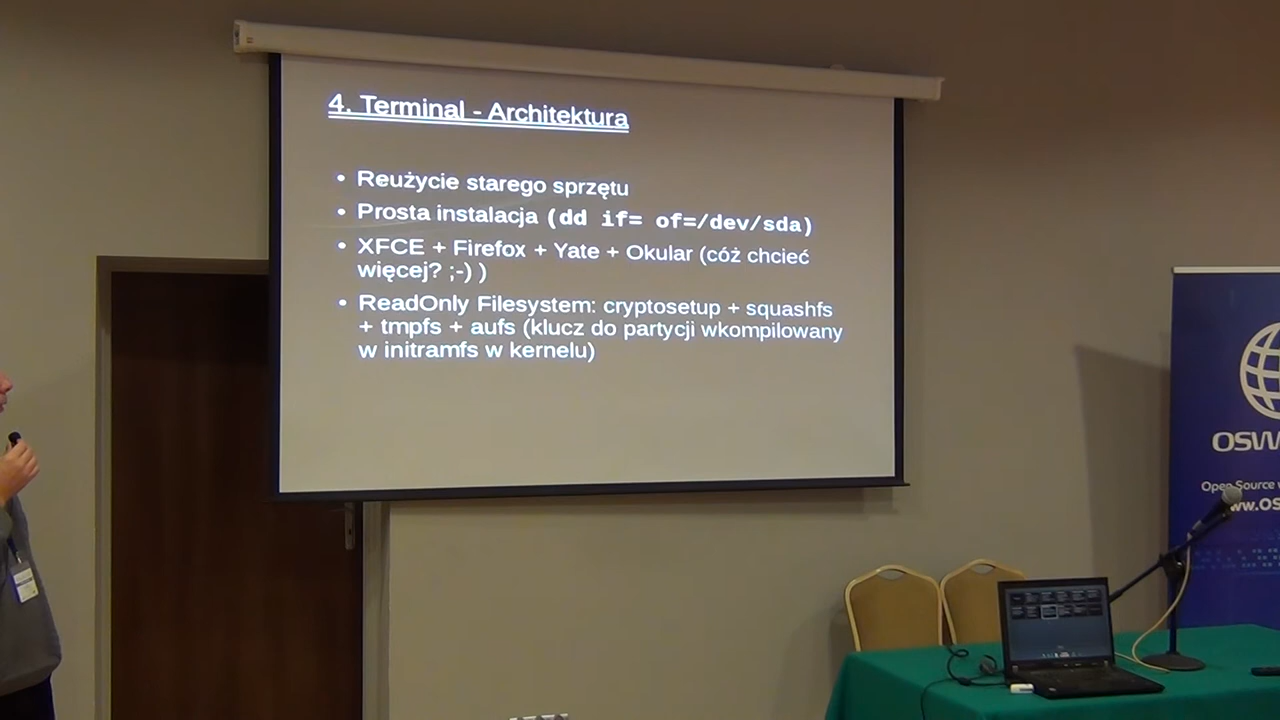 4. Terminal - Architektura
• Reużycie starego sprzętu
• Prosta instalacja (dd if= of=/dev/sda)
• XFCE + Firefox + Yate + Okular (cóż chcieć
więcej? ;-) )
• ReadOnly Filesystem: cryptosetup + squashfs
+ tmpfs + aufs (klucz do partycji wkompilowany
w initramfs w kernelu)
OSW
Open Source
ww.OS